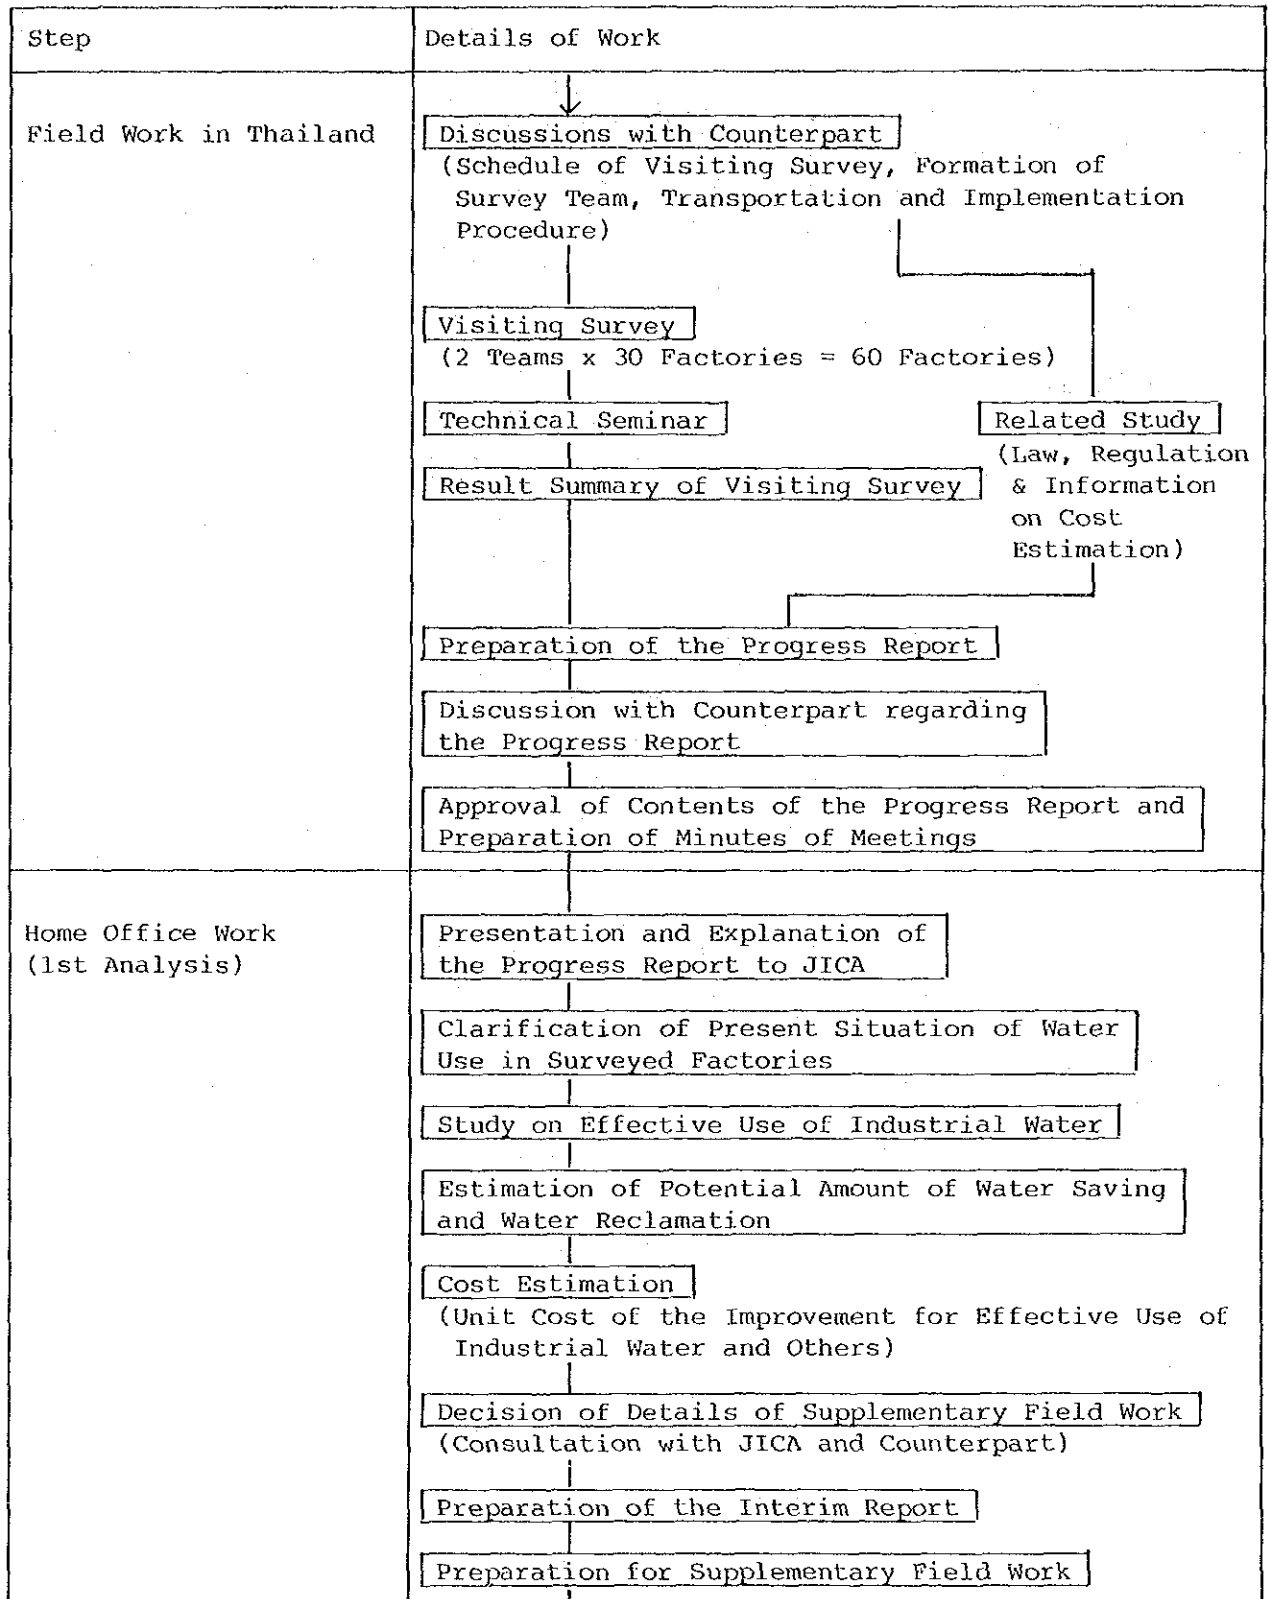 Step
Details of Work
Field Work in Thailand
Discussions with Counterpart
(Schedule of Visiting Survey, Formation of
Survey Team, Transportation and Implementation
Procedure)
Visiting Survey
(2 Teams x 30 Factories = 60 Factories)
Technical Seminar
Related Study
(Law, Regulation
& Information
on Cost
Estimation)
Result Summary of Visiting Survey
Preparation of the Progress Report
Discussion with Counterpart regarding
the Progress Report
Approval of Contents of the Progress Report and
Preparation of Minutes of Meetings
Home Office Work
(1st Analysis)
Presentation and Explanation of
the Progress Report to JICA
Clarification of Present Situation of Water
Use in Surveyed Factories
Study on Effective Use of Industrial Water
Estimation of Potential Amount of Water Saving
and Water Reclamation
Cost Estimation
(Unit Cost of the Improvement for Effective Use of
Industrial Water and Others)
Decision of Details of Supplementary Field Work
(Consultation with JICA and Counterpart)
Preparation of the Interim Report
Preparation for Supplementary Field Work